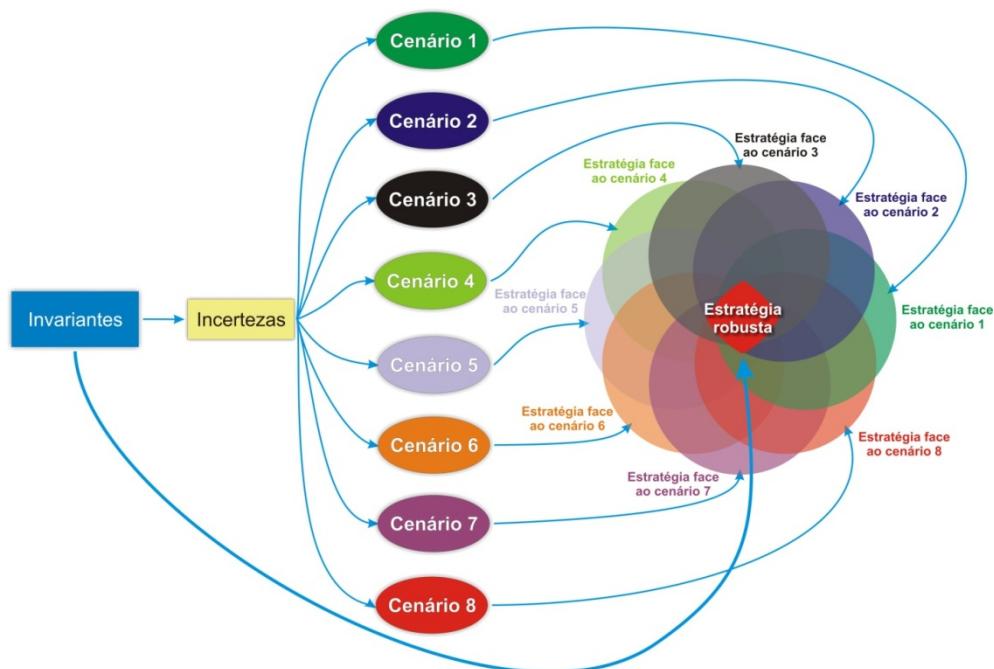 Invariantes
Incertezas
Cenário 1
Cenário 2
Cenário 3
Cenário 4
Cenário 5
Cenário 6
Cenário 7
Cenário 8
Estratégia face
ao cenário 3
Estratégia face
ao cenário 4
Estratégia face
ao cenário 2
Estratégia face
ao cenário 5
Estratégia
robusta
Estratégia face
ao cenário 1
Estratégia face
ao cenário 6
Estratégia face
ao cenário 8
Estratégia face
ao cenário 7